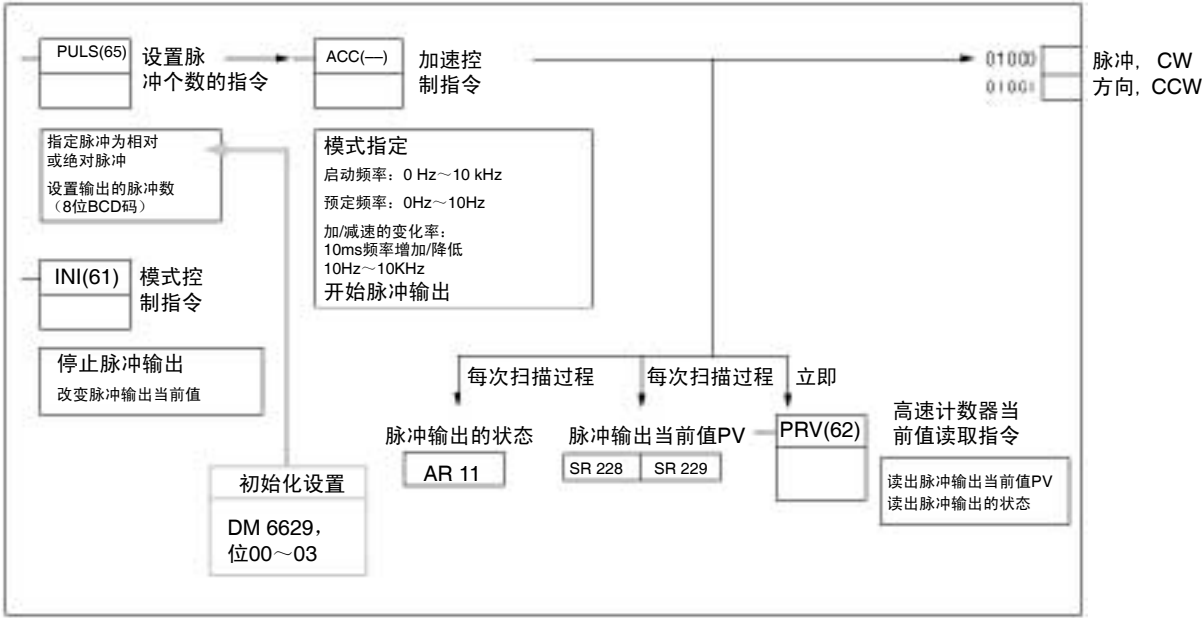 PULS(65)
设置脉
冲个数的指令
ACC(—)
加速控
制指令
01000
01001
脉冲，CW
方向，CCW
指定脉冲为相对
或绝对脉冲
设置输出的脉冲数
（8位BCD码）
模式指定
启动频率：0 Hz～10 kHz
预定频率：0Hz～10Hz
加/减速的变化率：
10ms频率增加/降低
10Hz～10KHz
开始脉冲输出
INI(61)
模式控
制指令
停止脉冲输出
改变脉冲输出当前值
每次扫描过程
每次扫描过程
立即
脉冲输出的状态
AR 11
脉冲输出当前值PV
SR 228
SR 229
PRV(62)
高速计数器当
前值读取指令
读出脉冲输出当前值PV
读出脉冲输出的状态
初始化设置
DM 6629，
位00～03